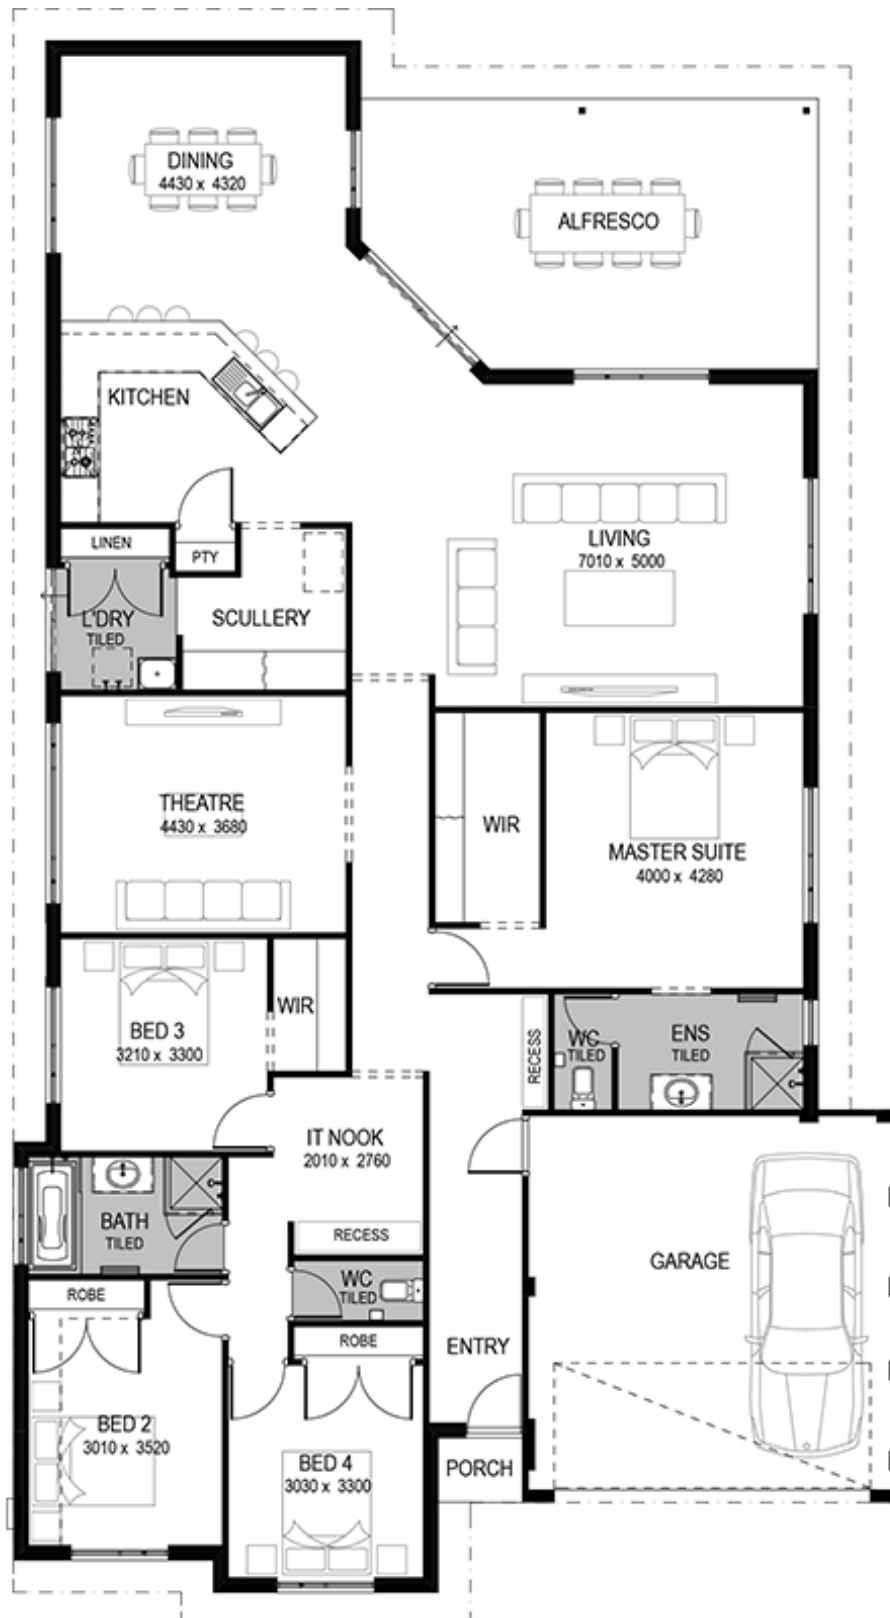 DINING
4430 x 4320
ALFRESCO
KITCHEN
LINEN
PTY
L'DRY
TILED
SCULLERY
LIVING
7010 x 5000
THEATRE
4430 x 3680
WIR
MASTER SUITE
4000 x 4280
BED 3
3210 x 3300
WIR
RECESS
WC
TILED
ENS
TILED
IT NOOK
2010 x 2760
RECESS
BATH
TILED
WC
TILED
GARAGE
ROBE
ROBE
ENTRY
BED 2
3010 x 3520
BED 4
3030 x 3300
PORCH